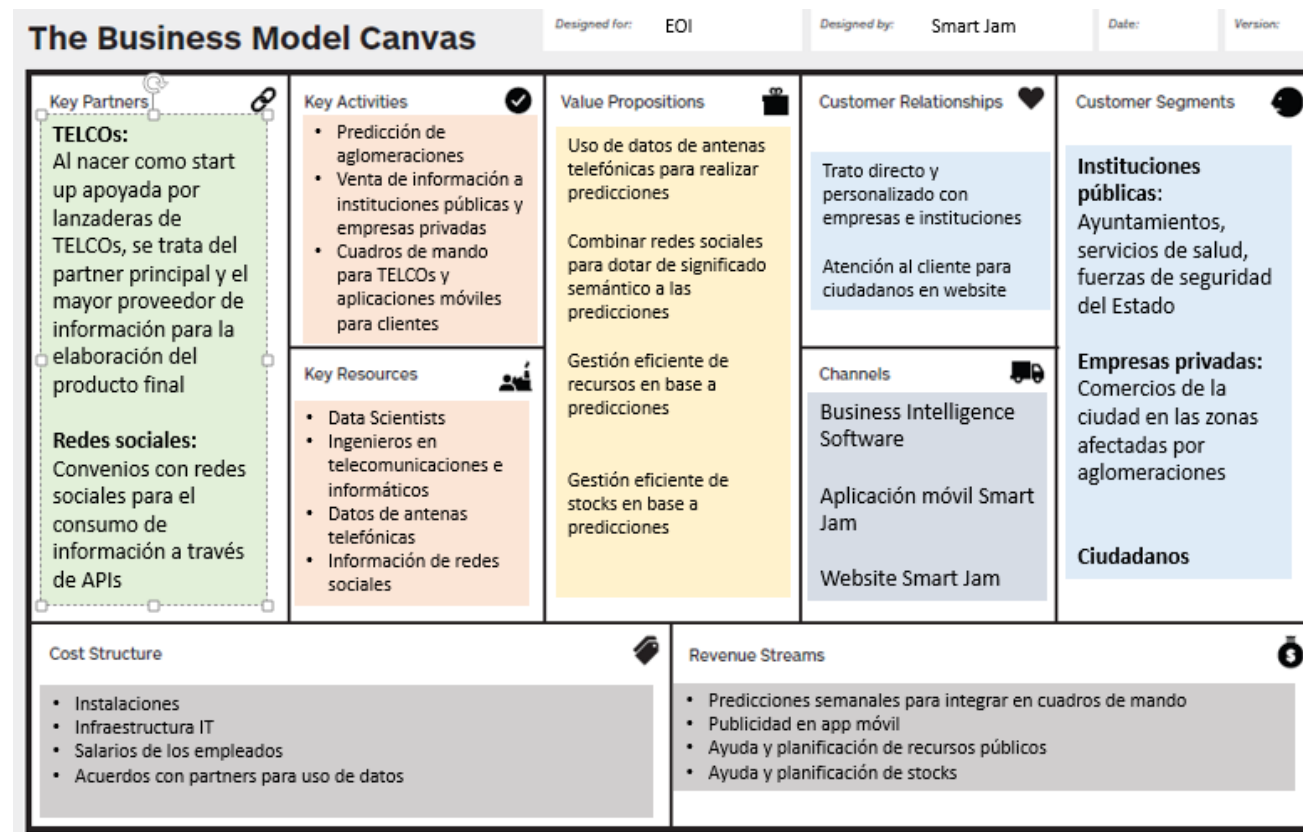 The Business Model Canvas
Designed for:
EOI
Designed by:
Smart Jam
Date:
Version:
Key Partners
TELCOs:
Al nacer como start
up apoyada por
lanzaderas de
TELCOs, se trata del
partner principal y el
mayor proveedor de
información para la
elaboración del
producto final
Redes sociales:
Convenios con redes
sociales para el
consumo de
información a través
de APIs
Key Activities
• Predicción de
aglomeraciones
• Venta de información a
instituciones públicas y
empresas privadas
• Cuadros de mando
para TELCOs y
aplicaciones móviles
para clientes
Key Resources
• Data Scientists
• Ingenieros en
telecomunicaciones e
informáticos
• Datos de antenas
telefónicas
• Información de redes
sociales
Value Propositions
Uso de datos de antenas
telefónicas para realizar
predicciones
Combinar redes sociales
para dotar de significado
semántico a las
predicciones
Gestión eficiente de
recursos en base a
predicciones
Gestión eficiente de
stocks en base a
predicciones
Customer Relationships
Trato directo y
personalizado con
empresas e instituciones
Atención al cliente para
ciudadanos en website
Channels
Business Intelligence
Software
Aplicación móvil Smart
Jam
Website Smart Jam
Customer Segments
Instituciones
públicas:
Ayuntamientos,
servicios de salud,
fuerzas de seguridad
del Estado
Empresas privadas:
Comercios de la
ciudad en las zonas
afectadas por
aglomeraciones
Ciudadanos
Cost Structure
• Instalaciones
• Infraestructura IT
• Salarios de los empleados
• Acuerdos con partners para uso de datos
Revenue Streams
• Predicciones semanales para integrar en cuadros de mando
• Publicidad en app móvil
• Ayuda y planificación de recursos públicos
• Ayuda y planificación de stocks